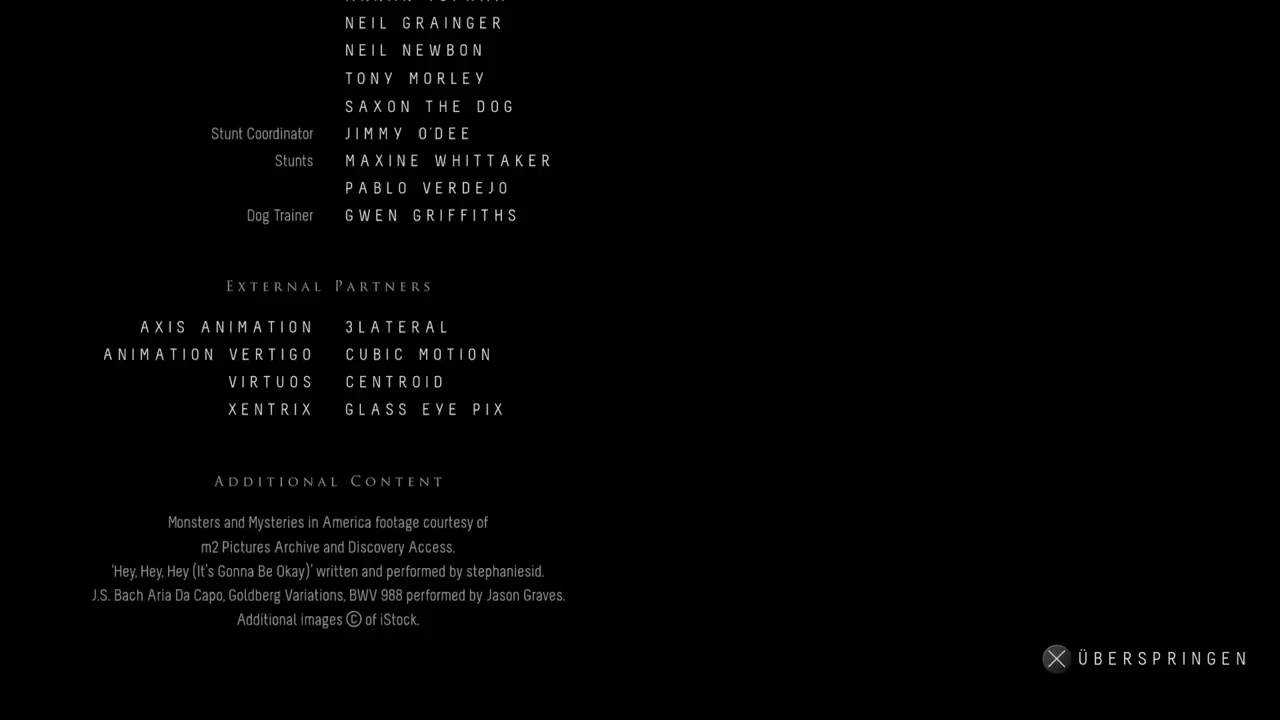 NEIL GRAINGER
NEIL NEWBON
TONY MORLEY
SAXON THE DOG
Stunt Coordinator JIMMY O'DEE
Stunts MAXINE WHITTAKER
PABLO VERDEJO
Dog Trainer GWEN GRIFFITHS
EXTERNAL PARTNERS
AXIS ANIMATION 3LATERAL
ANIMATION VERTIGO CUBIC MOTION
VIRTUOS CENTROID
XENTRIX GLASS EYE PIX
ADDITIONAL CONTENT
Monsters and Mysteries in America footage courtesy of
m2 Pictures Archive and Discovery Access.
'Hey, Hey, Hey (It's Gonna Be Okay)' written and performed by stephaniesid.
J.S. Bach Aria Da Capo, Goldberg Variations, BWV 988 performed by Jason Graves.
Additional images © of iStock.
ÜBERSPRINGEN